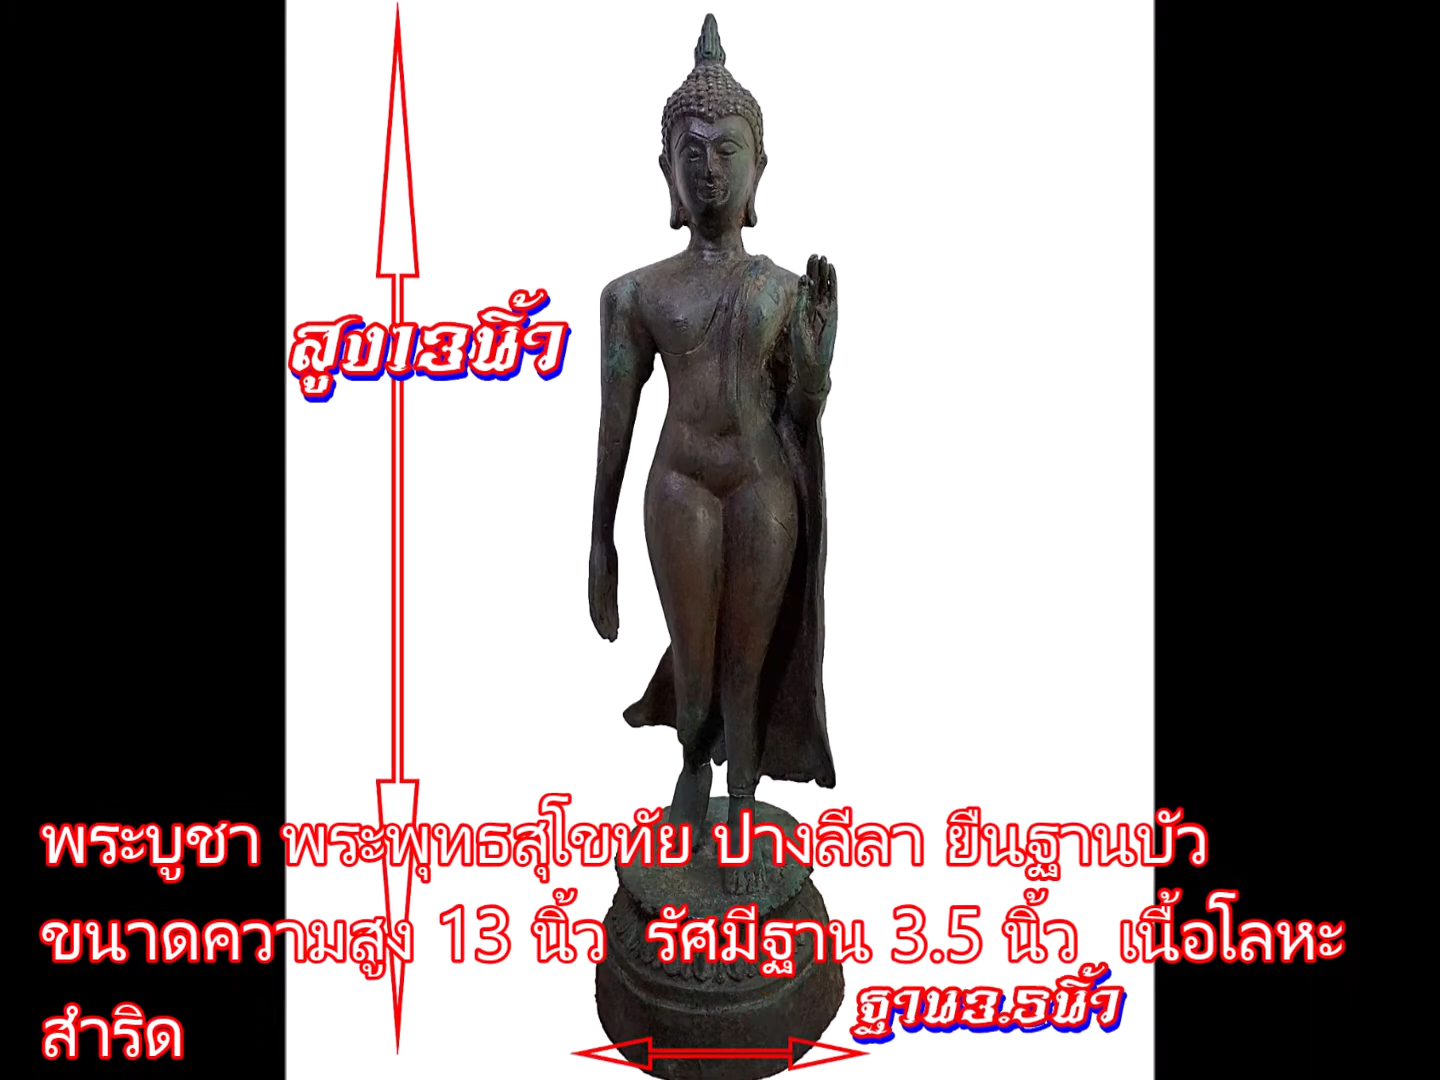 สูง13นิ้ว
พระบูชา พระพุทธสุโขทัย ปางลีลา ยืนฐานบัว
ขนาดความสูง 13 นิ้ว รัศมีฐาน 3.5 นิ้ว เนื้อโลหะ
สำริด
ฐาน3.5นิ้ว